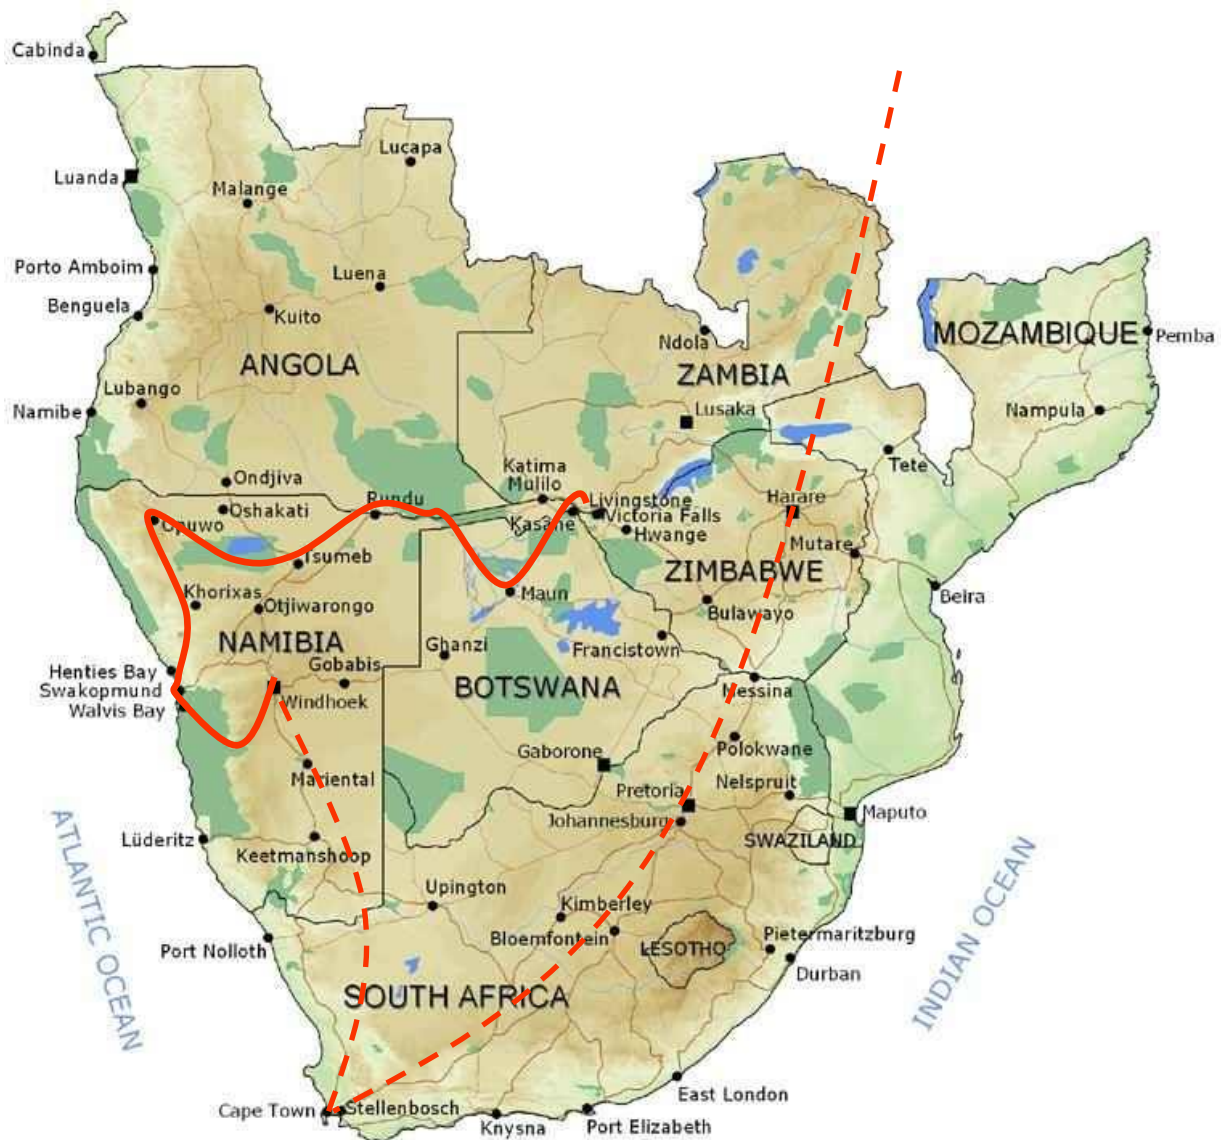 Cabinda
Lucapa
Luanda
Malange
Porto Amboim
Luena
Benguela
Kuito
Ndola
MOZAMBIQUE
Pemba
ANGOLA
ZAMBIA
Lubango
Namibe
Lusaka
Nampula
Tete
Katima
Mulilo
Ondjiva
Rundu
Livingstone
Harare
Oshakati
Opuwo
Kasane
Victoria Falls
Hwange
Tsumeb
Mutare
ZIMBABWE
Khorixas
Otjiwarongo
Maun
Bulawayo
Beira
NAMIBIA
Ghanzi
Francistown
Henties Bay
Gobabis
Swakopmund
BOTSWANA
Messina
Walvis Bay
Windhoek
Gaborone
Polokwane
Mariental
Pretoria
Nelspruit
Maputo
Johannesburg
Lüderitz
SWAZILAND
Keetmanshoop
ATLANTIC OCEAN
INDIAN OCEAN
Upington
Kimberley
Port Nolloth
Bloemfontein
LESOTHO
Pietermaritzburg
Durban
SOUTH AFRICA
East London
Cape Town
Stellenbosch
Knysna
Port Elizabeth